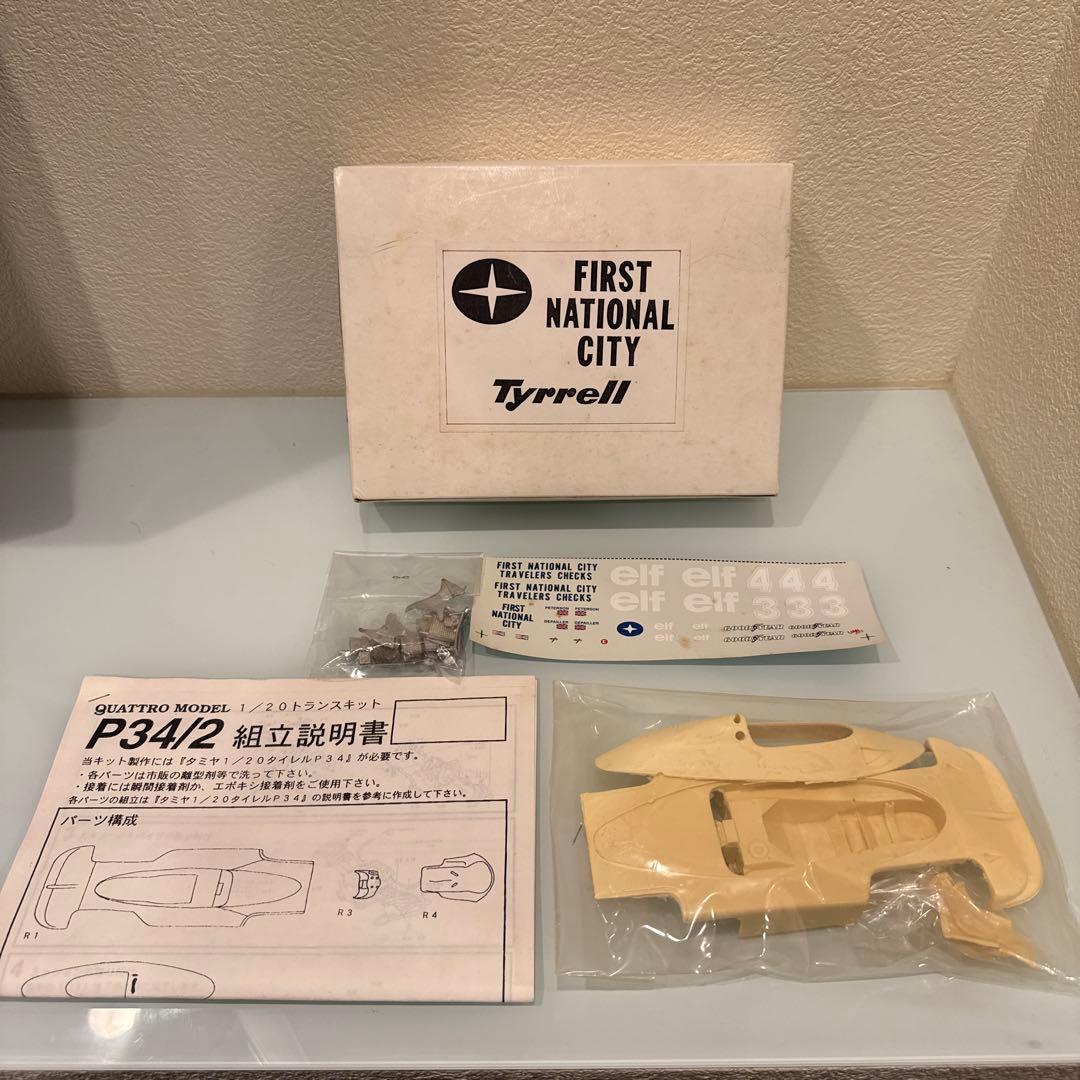 FIRST
NATIONAL
CITY
Tyrrell
FIRST NATIONAL CITY
TRAVELERS CHECKS
FIRST NATIONAL CITY
TRAVELERS CHECKS
FIRST
NATIONAL
CITY
PETERSON PETERSON
DEPAILLER DEPAILLER
elf elf 444
elf elf 333
elf elf GOODYEAR GOODYEAR
elf elf GOODYEAR GOODYEAR
QUATTRO MODEL 1/20トランスキット
P34/2 組立説明書
当キット製作には『タミヤ1/20タイレルP34』が必要です。
・各パーツは市販の離型剤等で洗って下さい。
・接着には瞬間接着剤か、エポキシ接着剤をご使用下さい。
各パーツの組立は『タミヤ1/20タイレルP34』の説明書を参考に作成して下さい。
パーツ構成
R1
R3
R4